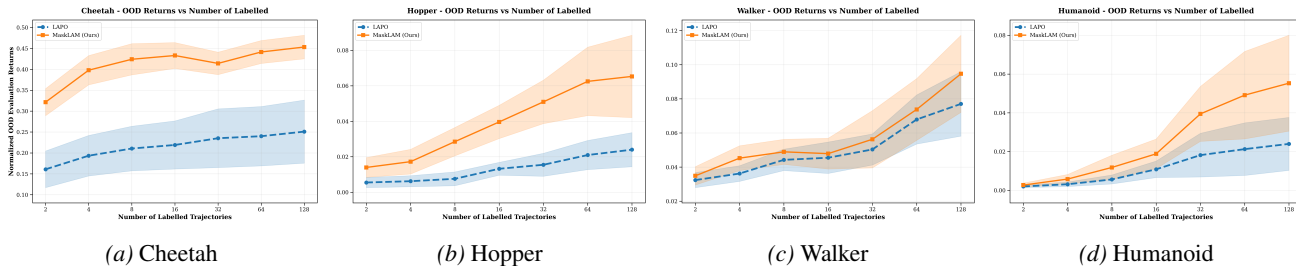 Cheetah - OOD Returns vs Number of Labelled
LAPO
MaskLAM (Ours)
Normalized OOD Evaluation Returns
0.50
0.45
0.40
0.35
0.30
0.25
0.20
0.15
0.10
2 4 8 16 32 64 128
Number of Labelled Trajectories
(a) Cheetah
Hopper - OOD Returns vs Number of Labelled
LAPO
MaskLAM (Ours)
0.08
0.06
0.04
0.02
0.00
2 4 8 16 32 64 128
Number of Labelled Trajectories
(b) Hopper
Walker - OOD Returns vs Number of Labelled
LAPO
MaskLAM (Ours)
0.12
0.10
0.08
0.06
0.04
0.02
2 4 8 16 32 64 128
Number of Labelled Trajectories
(c) Walker
Humanoid - OOD Returns vs Number of Labelled
LAPO
MaskLAM (Ours)
0.08
0.06
0.04
0.02
0.00
2 4 8 16 32 64 128
Number of Labelled Trajectories
(d) Humanoid